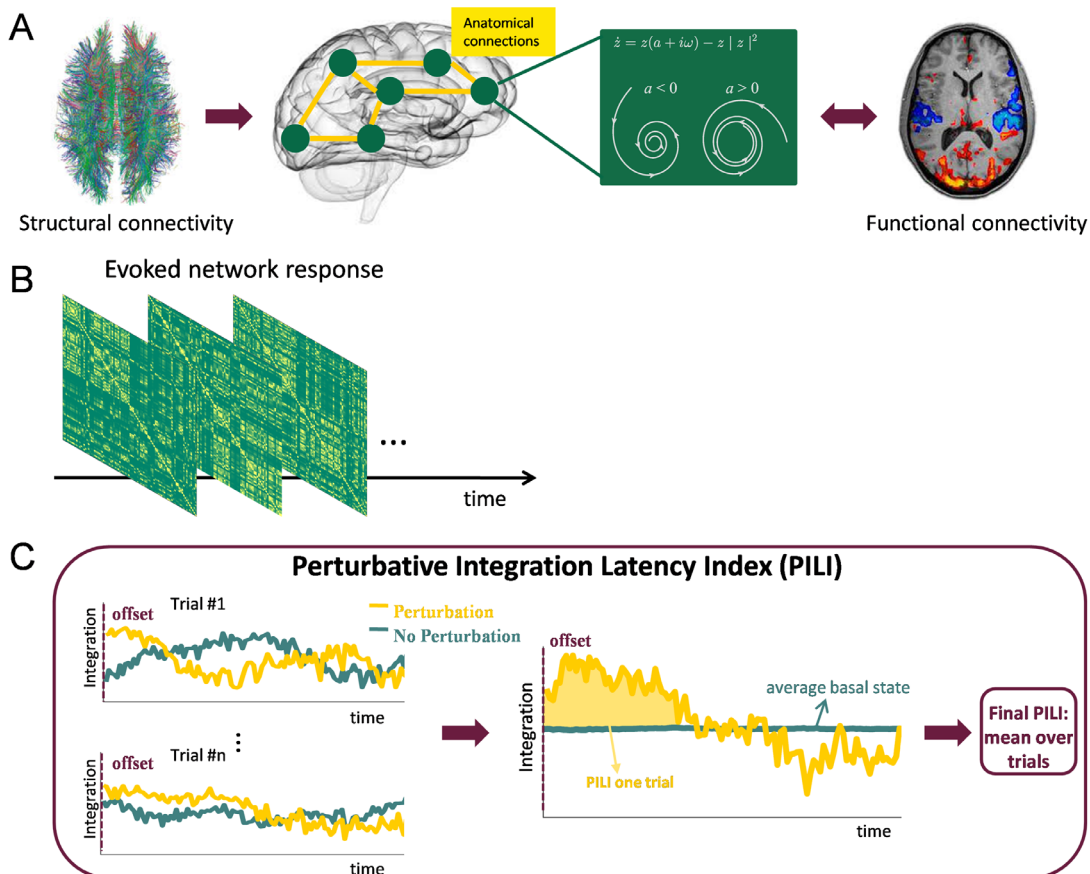 A
Anatomical
connections
ż = z(a + iω) − z | z |²
a < 0
a > 0
Structural connectivity
Functional connectivity
B
Evoked network response
...
time
C
Perturbative Integration Latency Index (PILI)
Integration
offset
Trial #1
Perturbation
No Perturbation
time
...
Trial #n
offset
Integration
time
offset
Integration
average basal state
PILI one trial
time
Final PILI:
mean over
trials